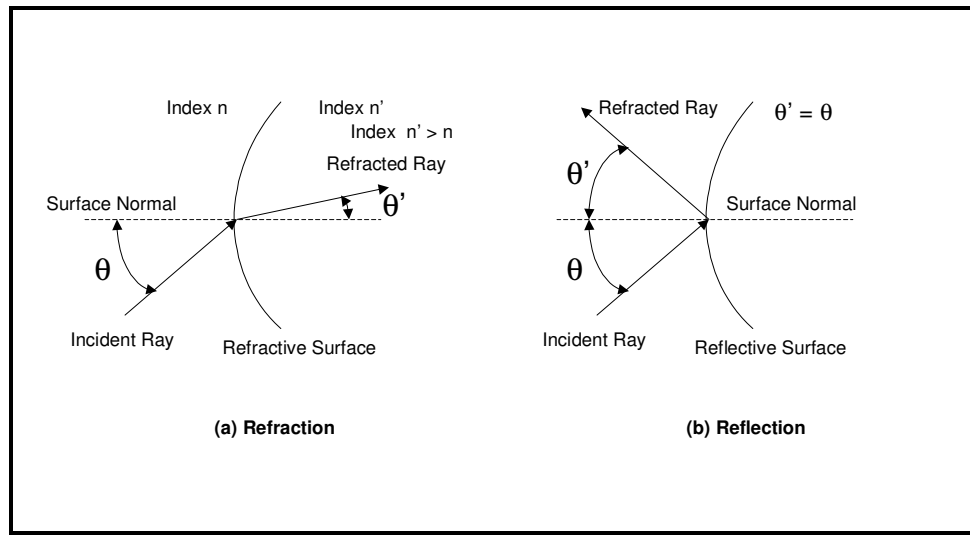 Index n
Index n’
Index n’ > n
Refracted Ray
θ’
Surface Normal
θ
Incident Ray
Refractive Surface
(a) Refraction
Refracted Ray
θ’ = θ
θ’
Surface Normal
θ
Incident Ray
Reflective Surface
(b) Reflection